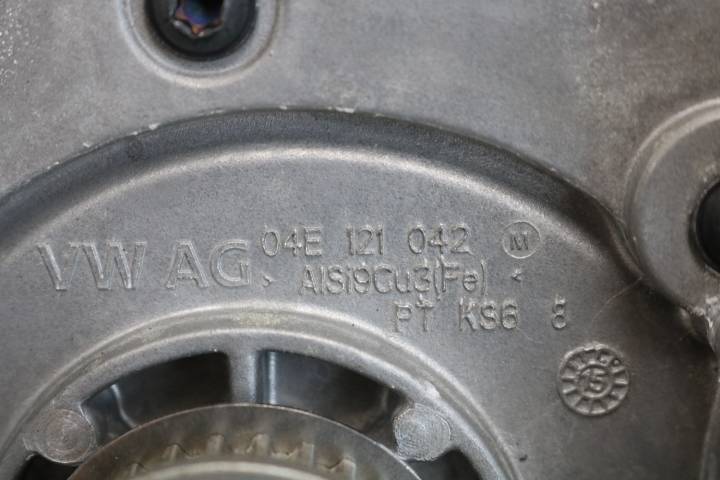 VW AG 04E 121 042 M
> AlSi9Cu3(Fe) <
PT KS6 8
15